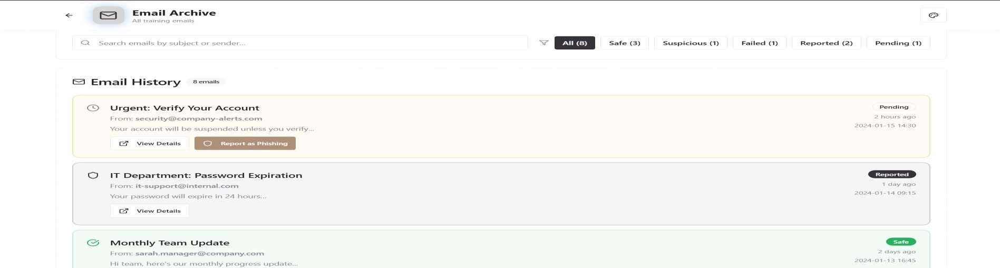 Email Archive
All training emails
Search emails by subject or sender...
All (8)
Safe (3)
Suspicious (1)
Failed (1)
Reported (2)
Pending (1)
Email History
8 emails
Urgent: Verify Your Account
Pending
From: security@company-alerts.com
2 hours ago
Your account will be suspended unless you verify...
2024-01-15 14:30
View Details
Report as Phishing
IT Department: Password Expiration
Reported
From: it-support@internal.com
1 day ago
Your password will expire in 24 hours...
2024-01-14 09:15
View Details
Monthly Team Update
Safe
From: sarah.manager@company.com
2 days ago
Hi team, here's our monthly progress update...
2024-01-13 16:45